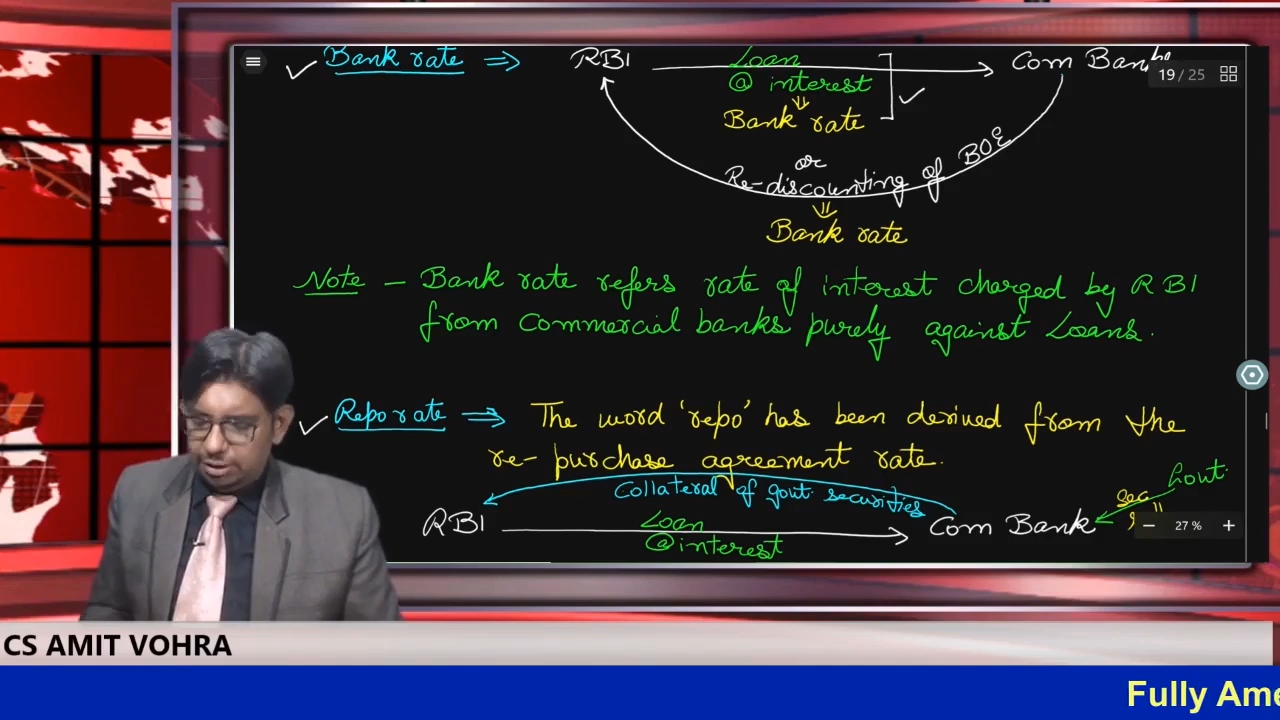 Bank rate ⇒ RBI Loan Com Banks
@ interest
Bank rate
or
Re-discounting of BOE
Bank rate
19 / 25
Note – Bank rate refers rate of interest charged by RBI
from Commercial banks purely against Loans.
Repo rate ⇒ The word 'repo' has been derived from the
re-purchase agreement rate.
Collateral of govt. securities
Govt.
sec
RBI Loan Com Bank
@ interest
27 %
CS AMIT VOHRA
Fully Ame